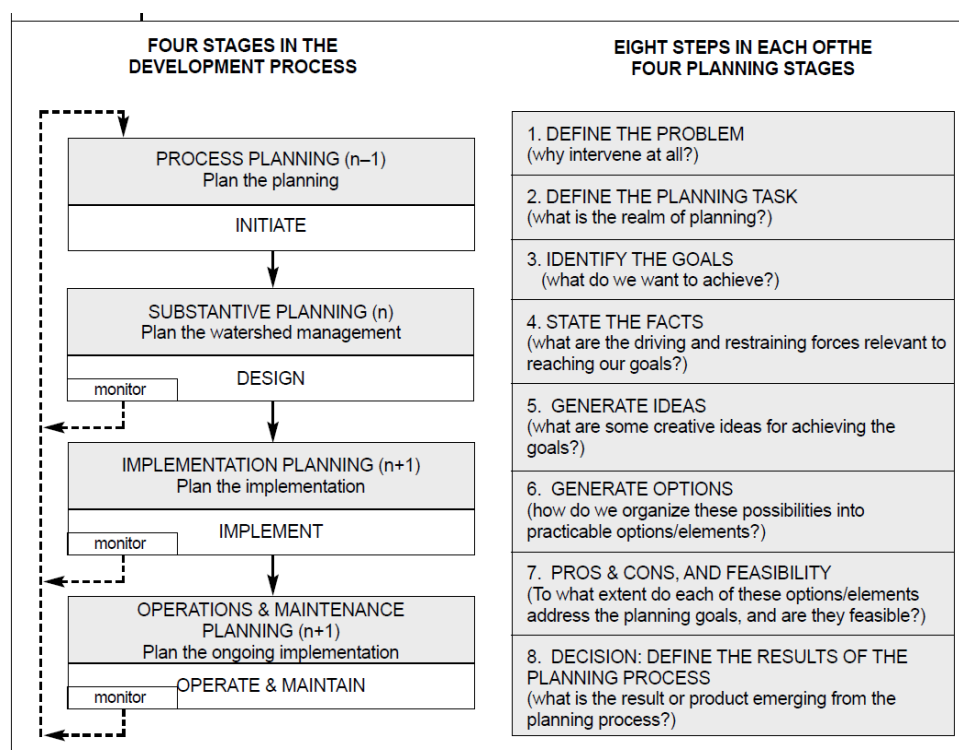 FOUR STAGES IN THE
DEVELOPMENT PROCESS
PROCESS PLANNING (n–1)
Plan the planning
INITIATE
SUBSTANTIVE PLANNING (n)
Plan the watershed management
DESIGN
monitor
IMPLEMENTATION PLANNING (n+1)
Plan the implementation
IMPLEMENT
monitor
OPERATIONS & MAINTENANCE
PLANNING (n+1)
Plan the ongoing implementation
OPERATE & MAINTAIN
monitor
EIGHT STEPS IN EACH OFTHE
FOUR PLANNING STAGES
1. DEFINE THE PROBLEM
(why intervene at all?)
2. DEFINE THE PLANNING TASK
(what is the realm of planning?)
3. IDENTIFY THE GOALS
(what do we want to achieve?)
4. STATE THE FACTS
(what are the driving and restraining forces relevant to
reaching our goals?)
5. GENERATE IDEAS
(what are some creative ideas for achieving the
goals?)
6. GENERATE OPTIONS
(how do we organize these possibilities into
practicable options/elements?)
7. PROS & CONS, AND FEASIBILITY
(To what extent do each of these options/elements
address the planning goals, and are they feasible?)
8. DECISION: DEFINE THE RESULTS OF THE
PLANNING PROCESS
(what is the result or product emerging from the
planning process?)